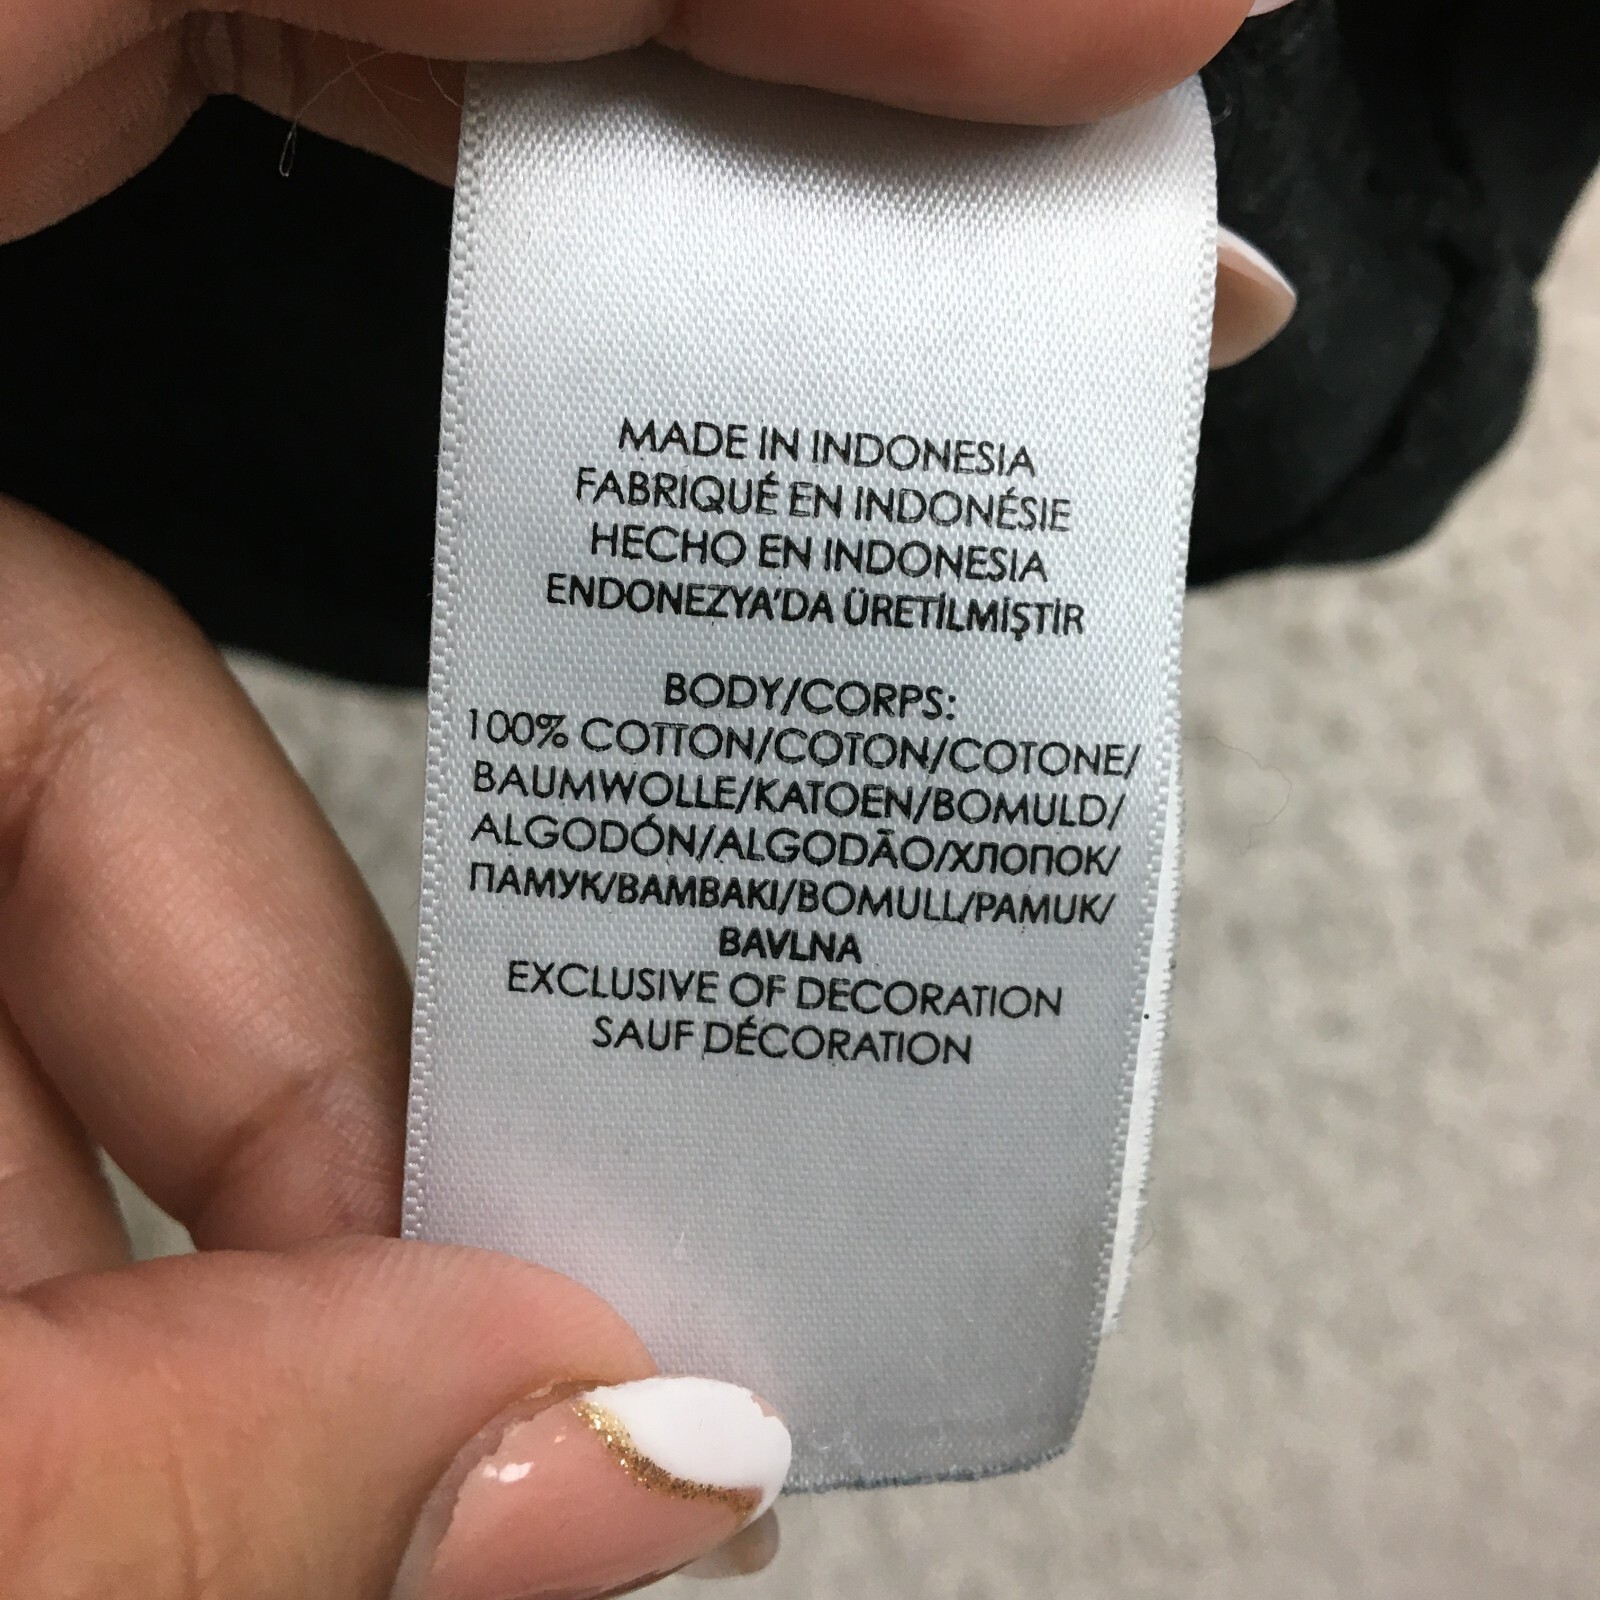 MADE IN INDONESIA
FABRIQUÉ EN INDONÉSIE
HECHO EN INDONESIA
ENDONEZYA'DA ÜRETİLMİŞTİR
BODY/CORPS:
100% COTTON/COTON/COTONE/
BAUMWOLLE/KATOEN/BOMULD/
ALGODÓN/ALGODÃO/ХЛОПОК/
ПАМУК/ΒΑΜΒΑΚΙ/BOMULL/PAMUK/
BAVLNA
EXCLUSIVE OF DECORATION
SAUF DÉCORATION